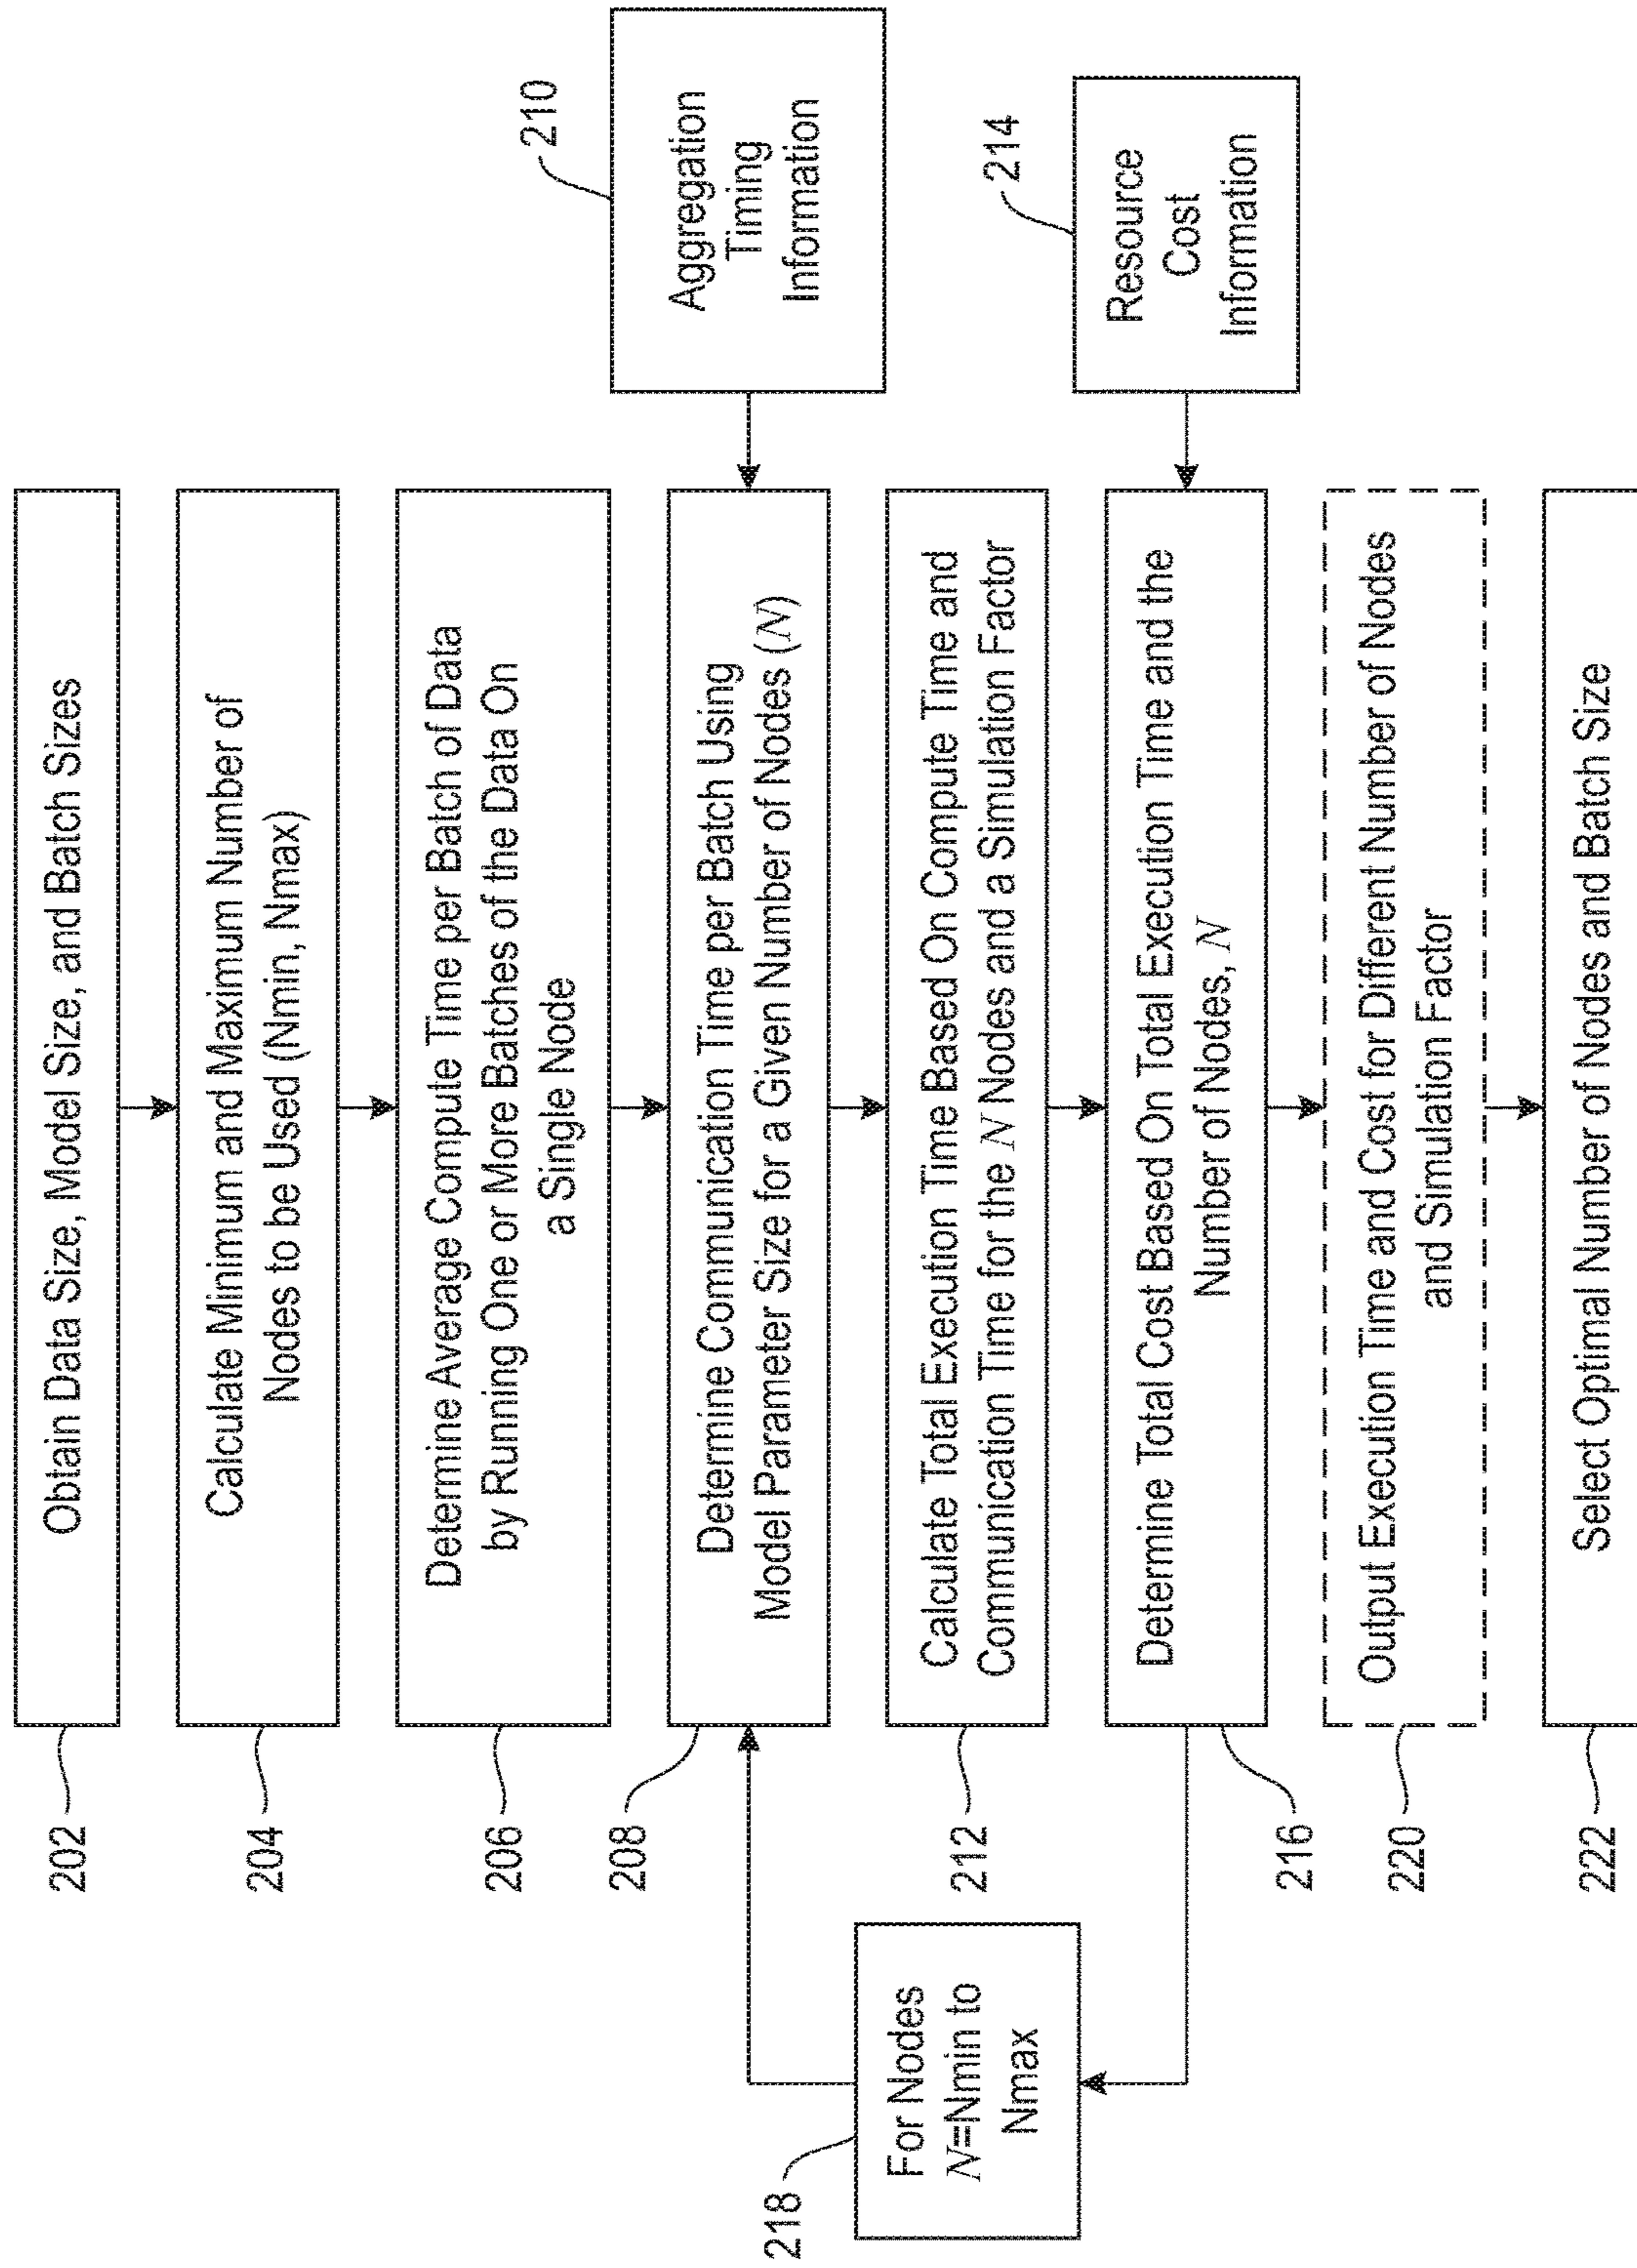 202
Obtain Data Size, Model Size, and Batch Sizes
204
Calculate Minimum and Maximum Number of
Nodes to be Used (Nmin, Nmax)
206
Determine Average Compute Time per Batch of Data
by Running One or More Batches of the Data On
a Single Node
208
Determine Communication Time per Batch Using
Model Parameter Size for a Given Number of Nodes (N)
210
Aggregation
Timing
Information
212
Calculate Total Execution Time Based On Compute Time and
Communication Time for the N Nodes and a Simulation Factor
214
Resource
Cost
Information
216
Determine Total Cost Based On Total Execution Time and the
Number of Nodes, N
218
For Nodes
N=Nmin to
Nmax
220
Output Execution Time and Cost for Different Number of Nodes
and Simulation Factor
222
Select Optimal Number of Nodes and Batch Size